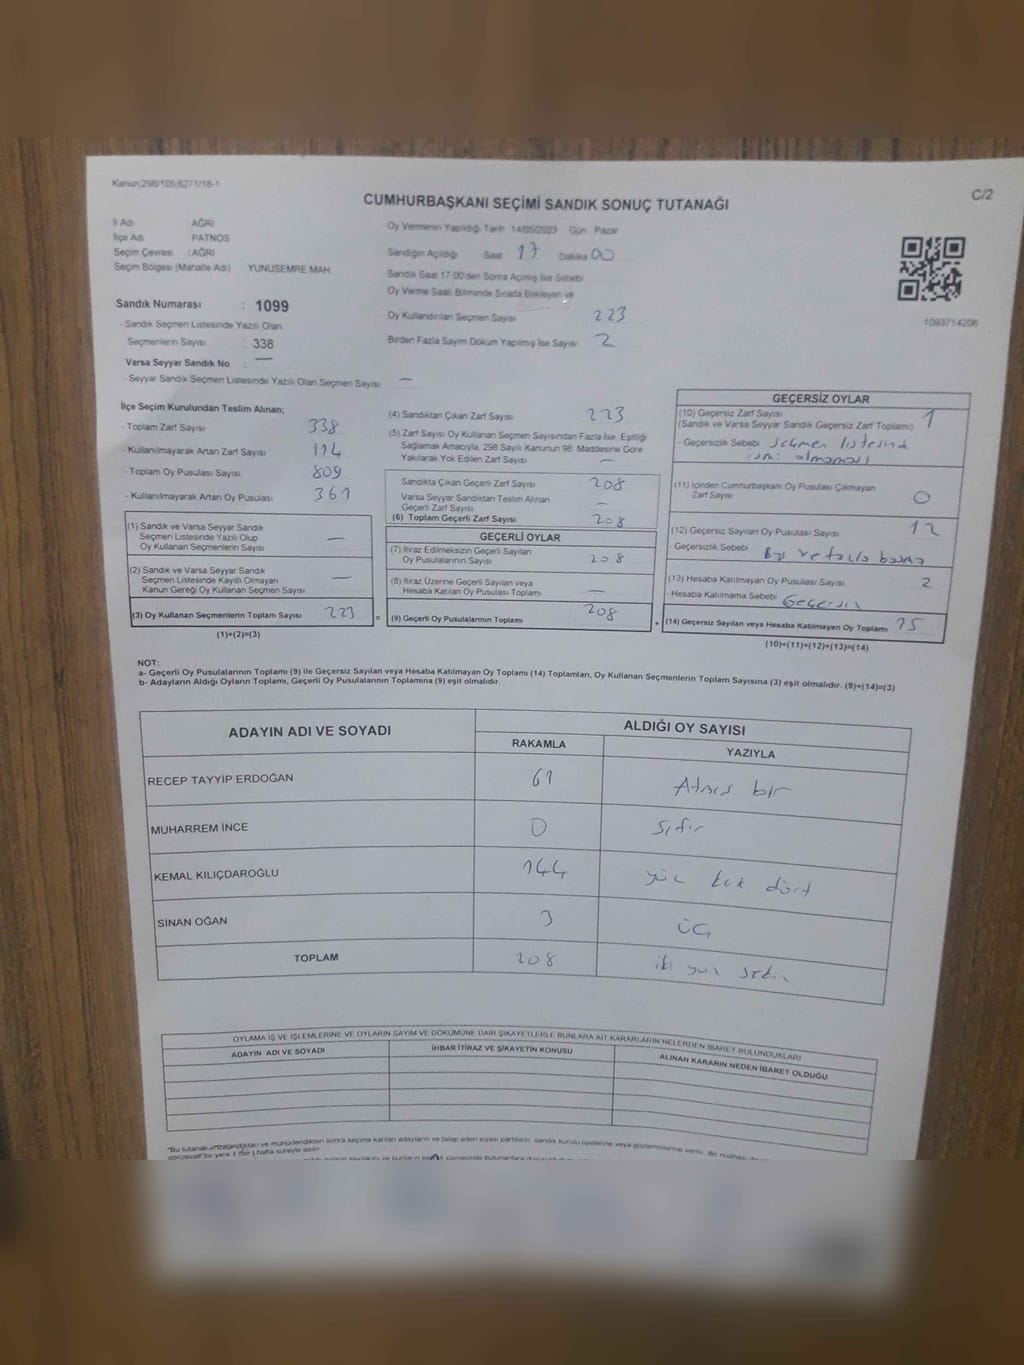 Kanun;298/105,6271/18-1
C/2
CUMHURBAŞKANI SEÇİMİ SANDIK SONUÇ TUTANAĞI
İl Adı AĞRI
İlçe Adı PATNOS
Seçim Çevresi : AĞRI
Seçim Bölgesi (Mahalle Adı) YUNUSEMRE MAH.
Sandık Numarası : 1099
- Sandık Seçmen Listesinde Yazılı Olan
Seçmenlerin Sayısı : 338
Varsa Seyyar Sandık No : —
- Seyyar Sandık Seçmen Listesinde Yazılı Olan Seçmen Sayısı —
Oy Vermenin Yapıldığı Tarih 14/05/2023 Gün Pazar
Sandığın Açıldığı Saat 17 Dakika 00
Sandık Saat 17:00'den Sonra Açılmış İse Sebebi
Oy Verme Saati Bitiminde Sırada Bekleyen ve
Oy Kullandırılan Seçmen Sayısı 223
Birden Fazla Sayım Döküm Yapılmış İse Sayısı 2
1093714206
İlçe Seçim Kurulundan Teslim Alınan;
- Toplam Zarf Sayısı 338
- Kullanılmayarak Artan Zarf Sayısı 114
- Toplam Oy Pusulası Sayısı 809
- Kullanılmayarak Artan Oy Pusulası 361
(1) Sandık ve Varsa Seyyar Sandık
Seçmen Listesinde Yazılı Olup
Oy Kullanan Seçmenlerin Sayısı —
(2) Sandık ve Varsa Seyyar Sandık
Seçmen Listesinde Kayıtlı Olmayan
Kanun Gereği Oy Kullanan Seçmen Sayısı —
(3) Oy Kullanan Seçmenlerin Toplam Sayısı 223 =
(1)+(2)=(3)
(4) Sandıktan Çıkan Zarf Sayısı 223
(5) Zarf Sayısı Oy Kullanan Seçmen Sayısından Fazla İse, Eşitliği
Sağlamak Amacıyla, 298 Sayılı Kanunun 98. Maddesine Göre
Yakılarak Yok Edilen Zarf Sayısı —
Sandıkta Çıkan Geçerli Zarf Sayısı 208
Varsa Seyyar Sandıktan Teslim Alınan
Geçerli Zarf Sayısı —
(6) Toplam Geçerli Zarf Sayısı 208
GEÇERLİ OYLAR
(7) İtiraz Edilmeksizin Geçerli Sayılan
Oy Pusulalarının Sayısı 208
(8) İtiraz Üzerine Geçerli Sayılan veya
Hesaba Katılan Oy Pusulası Toplamı —
(9) Geçerli Oy Pusulalarının Toplamı 208 +
GEÇERSİZ OYLAR
(10) Geçersiz Zarf Sayısı 1
(Sandık ve Varsa Seyyar Sandık Geçersiz Zarf Toplamı)
- Geçersizlik Sebebi seçmen listesinde
ismi olmaması
(11) İçinden Cumhurbaşkanı Oy Pusulası Çıkmayan
Zarf Sayısı 0
(12) Geçersiz Sayılan Oy Pusulası Sayısı 12
Geçersizlik Sebebi
(13) Hesaba Katılmayan Oy Pusulası Sayısı 2
- Hesaba Katılmama Sebebi Geçersiz
(14) Geçersiz Sayılan veya Hesaba Katılmayan Oy Toplamı 15
(10)+(11)+(12)+(13)=(14)
NOT:
a- Geçerli Oy Pusulalarının Toplamı (9) ile Geçersiz Sayılan veya Hesaba Katılmayan Oy Toplamı (14) Toplamları, Oy Kullanan Seçmenlerin Toplam Sayısına (3) eşit olmalıdır. (9)+(14)=(3)
b- Adayların Aldığı Oyların Toplamı, Geçerli Oy Pusulalarının Toplamına (9) eşit olmalıdır.
ADAYIN ADI VE SOYADI ALDIĞI OY SAYISI
RAKAMLA YAZIYLA
RECEP TAYYİP ERDOĞAN 61 Atmış bir
MUHARREM İNCE 0 Sıfır
KEMAL KILIÇDAROĞLU 144 yüz kırk dört
SİNAN OĞAN 3 ÜÇ
TOPLAM 208 iki yüz sekiz
OYLAMA İŞ VE İŞLEMLERİNE VE OYLARIN SAYIM VE DÖKÜMÜNE DAİR ŞİKAYETLERLE BUNLARA AİT KARARLARIN NELERDEN İBARET BULUNDUKLARI
ADAYIN ADI VE SOYADI İHBAR İTİRAZ VE ŞİKAYETİN KONUSU ALINAN KARARIN NEDEN İBARET OLDUĞU
*Bu tutanak imzalandıktan ve mühürlendikten sonra seçime katılan adayların ve talep eden siyasi partilerin sandık kurulu üyelerine veya gözlemcilerine verilir. Bir nüshası
görülecek bir yere 1 (bir) hafta süreyle asılır.